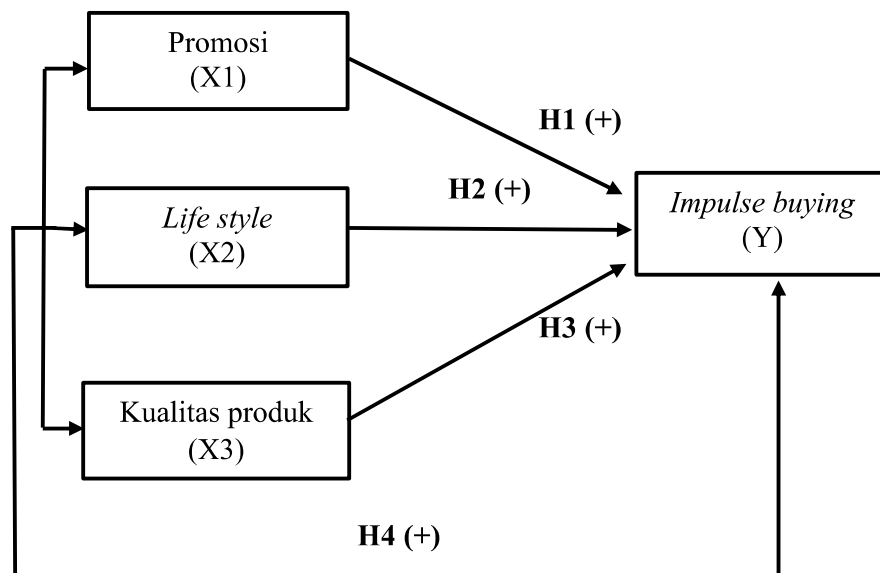 Promosi
(X1)
H1 (+)
H2 (+)
Life style
(X2)
Impulse buying
(Y)
H3 (+)
Kualitas produk
(X3)
H4 (+)